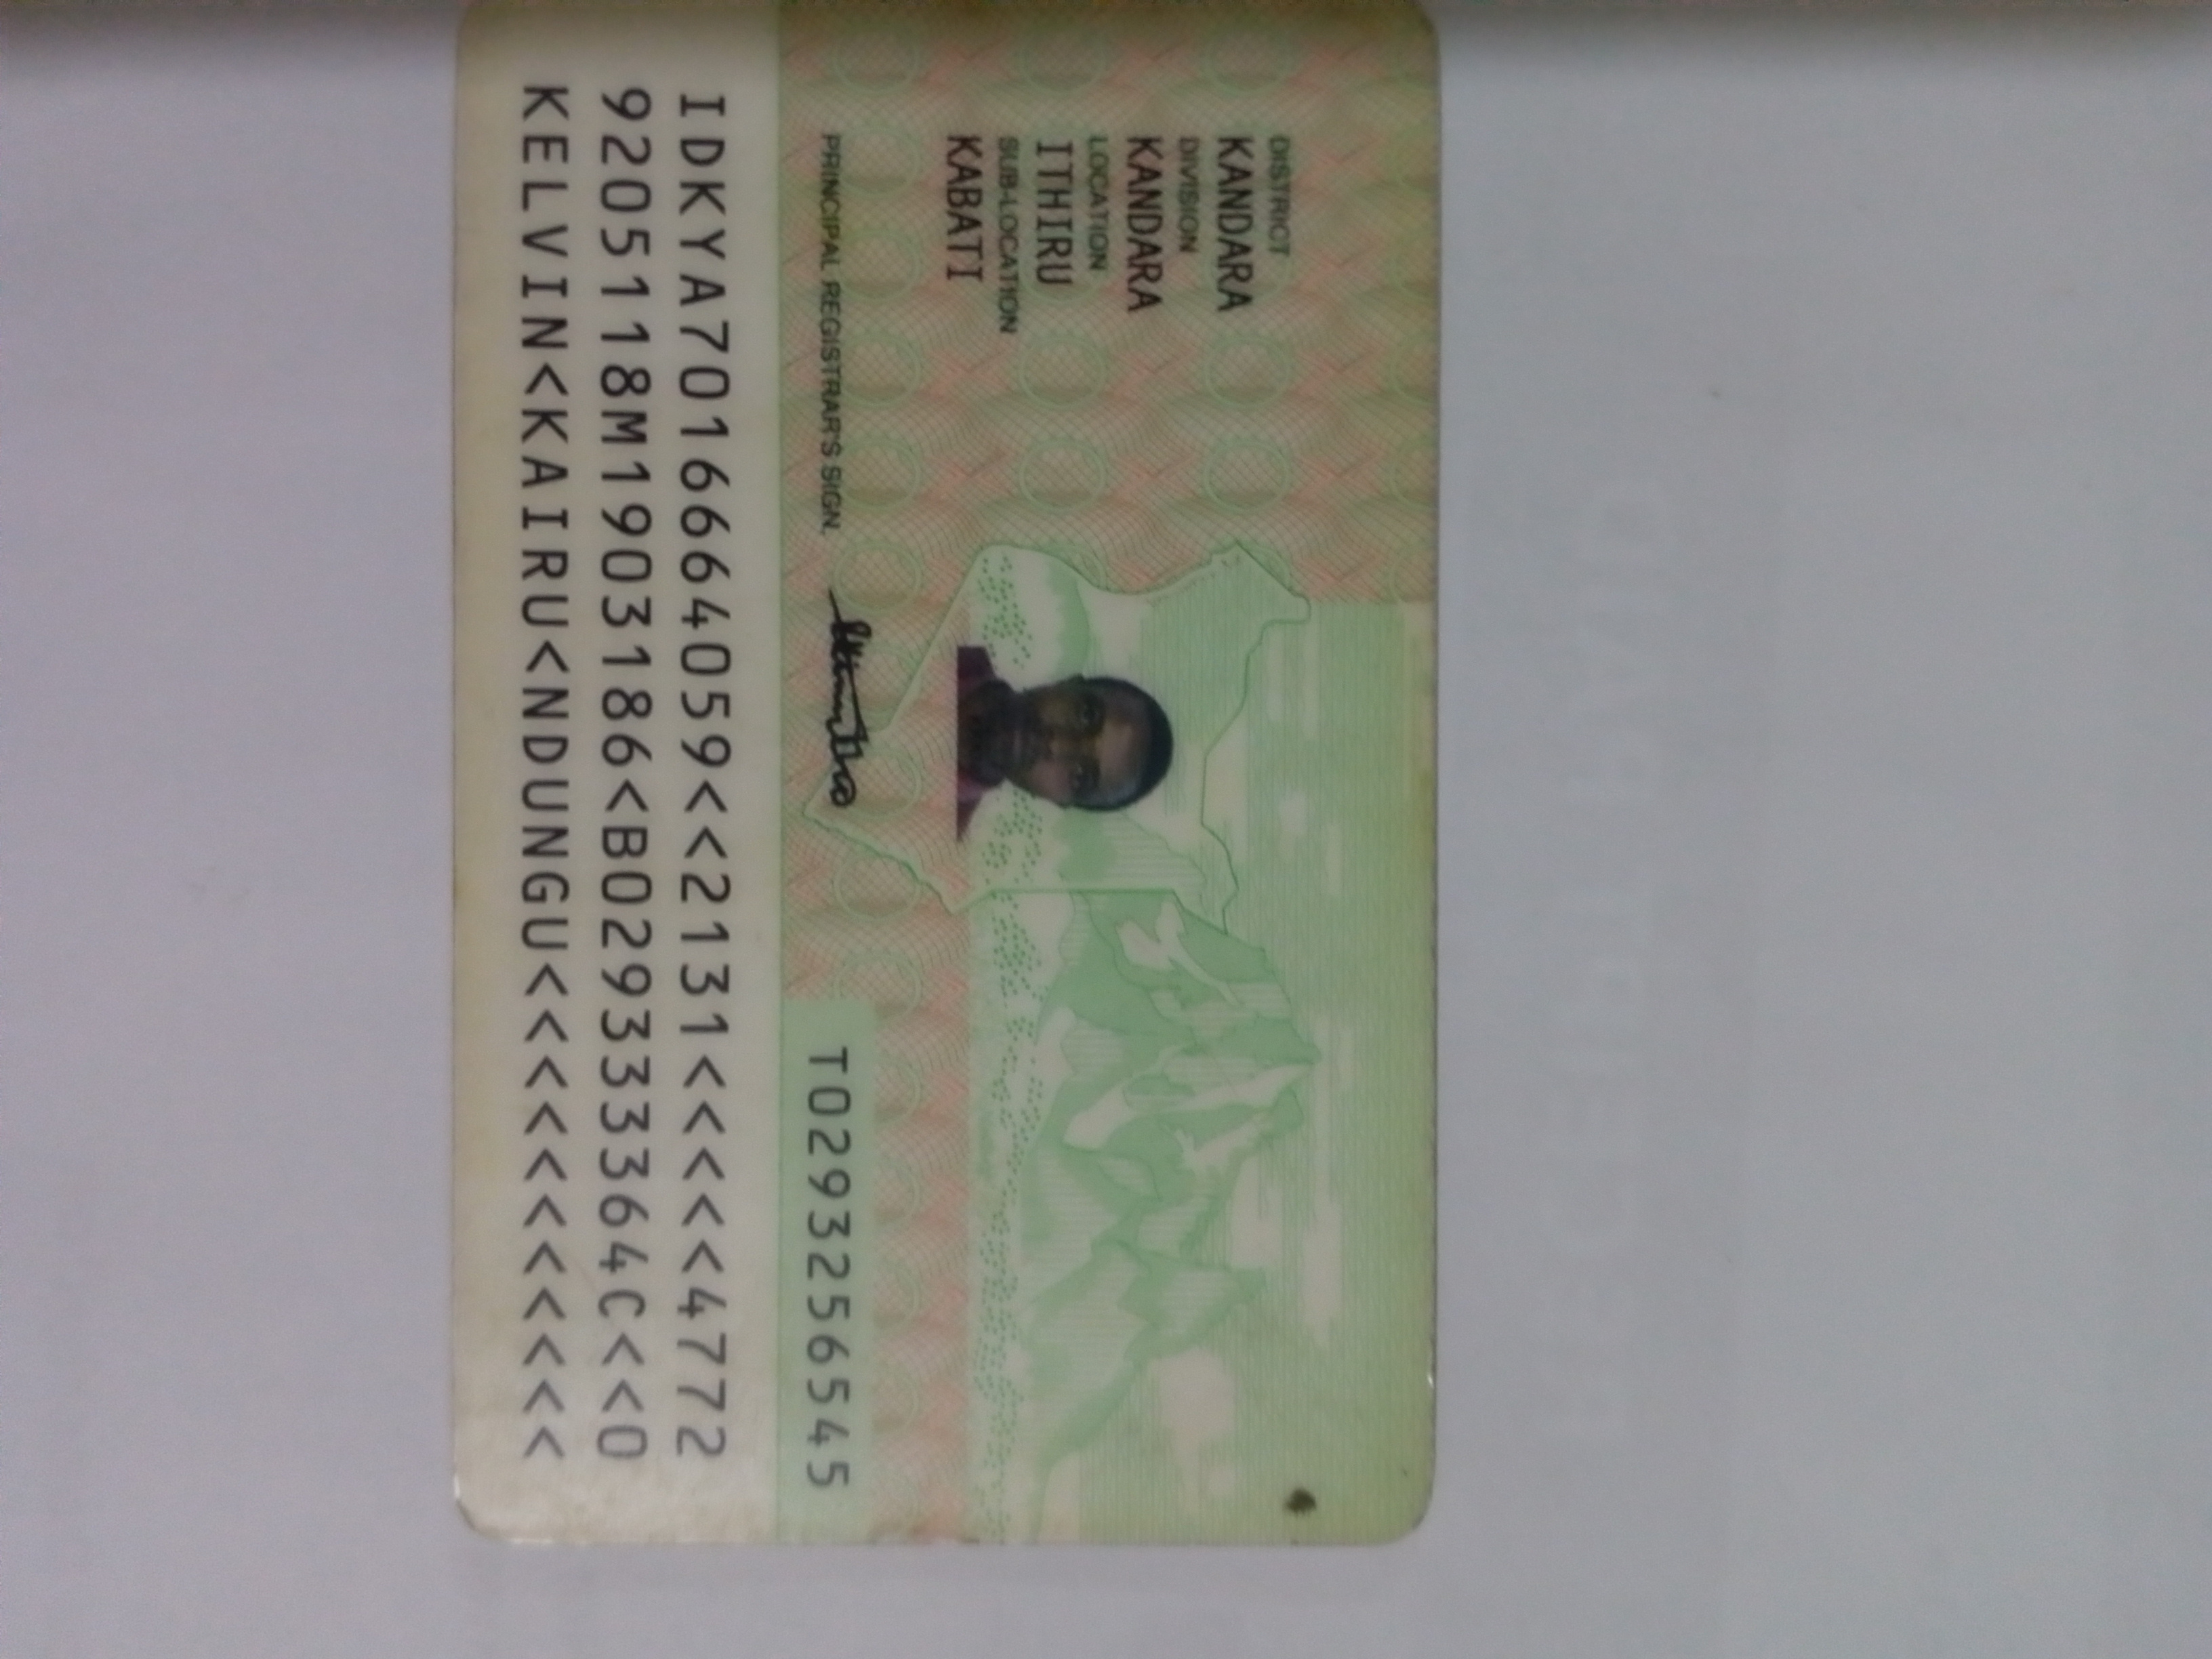 DISTRICT
KANDARA
DIVISION
KANDARA
LOCATION
ITHIRU
SUB-LOCATION
KABATI
PRINCIPAL REGISTRAR'S SIGN.
T0293256545
IDKYA7016664059<<2131<<<<<4772
9205118M1903186<B029333364C<<0
KELVIN<KAIRU<NDUNGU<<<<<<<<<<<